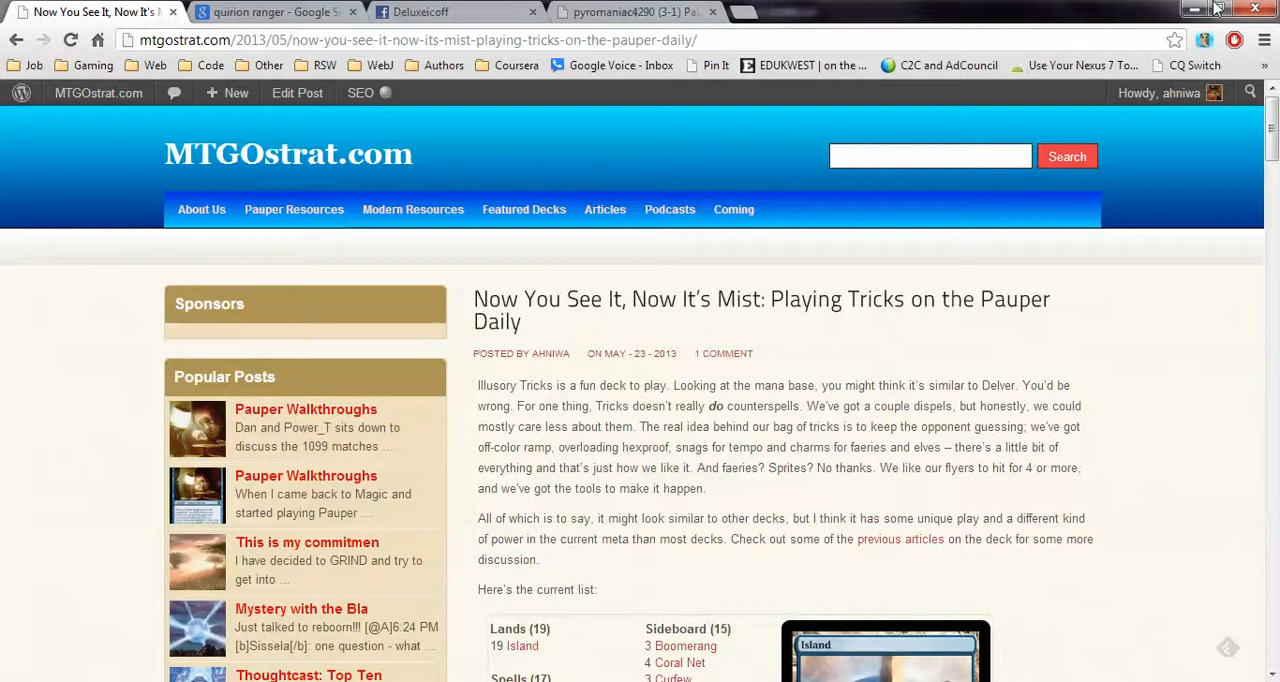 Now You See It, Now It's M
quirion ranger - Google S
Deluxeicoff
pyromaniac4290 (3-1) Pau
mtgostrat.com/2013/05/now-you-see-it-now-its-mist-playing-tricks-on-the-pauper-daily/
Job Gaming Web Code Other RSW WebJ Authors Coursera Google Voice - Inbox Pin It EDUKWEST | on the ... C2C and AdCouncil Use Your Nexus 7 To... CQ Switch »
MTGOstrat.com + New Edit Post SEO Howdy, ahniwa
MTGOstrat.com
Search
About Us Pauper Resources Modern Resources Featured Decks Articles Podcasts Coming
Sponsors
Popular Posts
Pauper Walkthroughs
Dan and Power_T sits down to
discuss the 1099 matches ...
Pauper Walkthroughs
When I came back to Magic and
started playing Pauper ...
This is my commitmen
I have decided to GRIND and try to
get into ...
Mystery with the Bla
Just talked to reborn!!! [@A]6:24 PM
[b]Sissela[/b]: one question - what ...
Thoughtcast: Top Ten
Now You See It, Now It's Mist: Playing Tricks on the Pauper
Daily
POSTED BY AHNIWA ON MAY - 23 - 2013 1 COMMENT
Illusory Tricks is a fun deck to play. Looking at the mana base, you might think it's similar to Delver. You'd be
wrong. For one thing, Tricks doesn't really do counterspells. We've got a couple dispels, but honestly, we could
mostly care less about them. The real idea behind our bag of tricks is to keep the opponent guessing; we've got
off-color ramp, overloading hexproof, snags for tempo and charms for faeries and elves – there's a little bit of
everything and that's just how we like it. And faeries? Sprites? No thanks. We like our flyers to hit for 4 or more,
and we've got the tools to make it happen.
All of which is to say, it might look similar to other decks, but I think it has some unique play and a different kind
of power in the current meta than most decks. Check out some of the previous articles on the deck for some more
discussion.
Here's the current list:
Lands (19)
19 Island
Spells (17)
Sideboard (15)
3 Boomerang
4 Coral Net
3 Curfew
Island